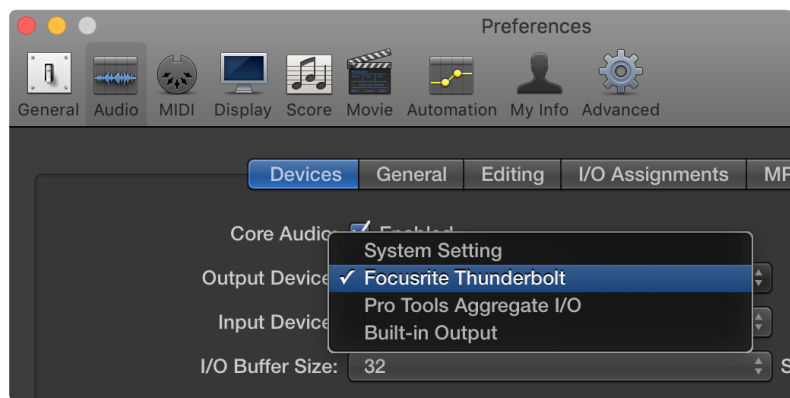 Preferences
General Audio MIDI Display Score Movie Automation My Info Advanced
Devices General Editing I/O Assignments
Core Audio: Enabled
System Setting
Output Device ✓ Focusrite Thunderbolt
Pro Tools Aggregate I/O
Input Device
Built-in Output
I/O Buffer Size: 32